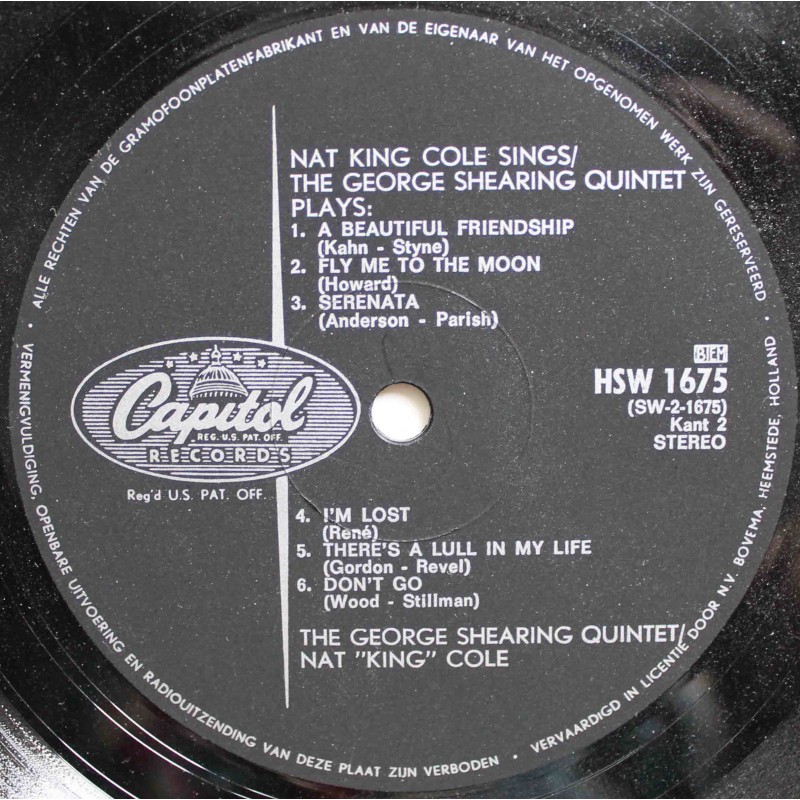 ALLE RECHTEN VAN DE GRAMOFOONPLATENFABRIKANT EN VAN DE EIGENAAR VAN HET OPGENOMEN WERK ZIJN GERESERVEERD ·
NAT KING COLE SINGS/
THE GEORGE SHEARING QUINTET
PLAYS:
1. A BEAUTIFUL FRIENDSHIP
(Kahn - Styne)
2. FLY ME TO THE MOON
(Howard)
3. SERENATA
(Anderson - Parish)
BIEM
HSW 1675
(SW-2-1675)
Kant 2
STEREO
Capitol
REG. U.S. PAT. OFF.
RECORDS
Reg'd U.S. PAT. OFF.
4. I'M LOST
(René)
5. THERE'S A LULL IN MY LIFE
(Gordon - Revel)
6. DON'T GO
(Wood - Stillman)
THE GEORGE SHEARING QUINTET/
NAT "KING" COLE
· VERMENIGVULDIGING, OPENBARE UITVOERING EN RADIOUITZENDING VAN DEZE PLAAT ZIJN VERBODEN ·
VERVAARDIGD IN LICENTIE DOOR N.V. BOVEMA, HEEMSTEDE, HOLLAND ·